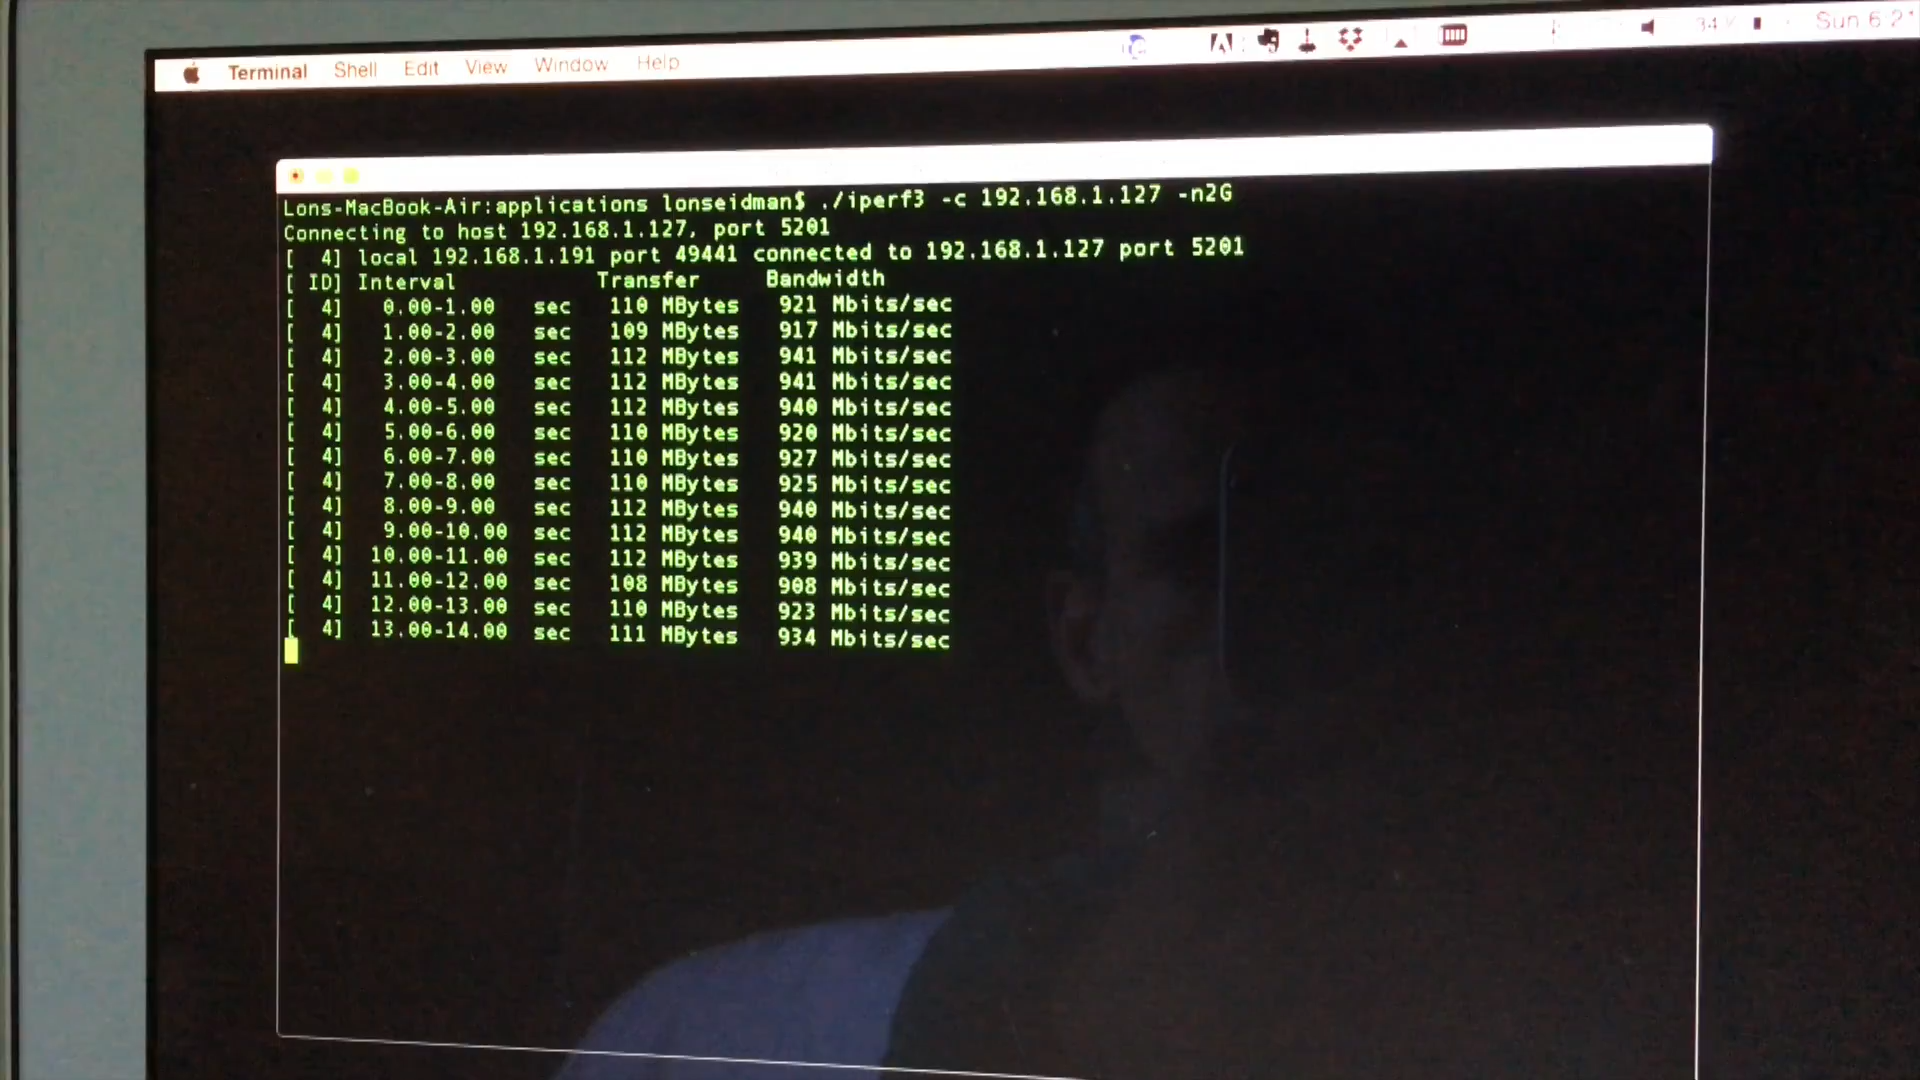 Terminal Shell Edit View Window Help 34% Sun 6:21
Lons-MacBook-Air:applications lonseidman$ ./iperf3 -c 192.168.1.127 -n2G
Connecting to host 192.168.1.127, port 5201
[  4] local 192.168.1.191 port 49441 connected to 192.168.1.127 port 5201
[ ID] Interval           Transfer     Bandwidth
[  4]   0.00-1.00   sec   110 MBytes   921 Mbits/sec
[  4]   1.00-2.00   sec   109 MBytes   917 Mbits/sec
[  4]   2.00-3.00   sec   112 MBytes   941 Mbits/sec
[  4]   3.00-4.00   sec   112 MBytes   941 Mbits/sec
[  4]   4.00-5.00   sec   112 MBytes   940 Mbits/sec
[  4]   5.00-6.00   sec   110 MBytes   920 Mbits/sec
[  4]   6.00-7.00   sec   110 MBytes   927 Mbits/sec
[  4]   7.00-8.00   sec   110 MBytes   925 Mbits/sec
[  4]   8.00-9.00   sec   112 MBytes   940 Mbits/sec
[  4]   9.00-10.00  sec   112 MBytes   940 Mbits/sec
[  4]  10.00-11.00  sec   112 MBytes   939 Mbits/sec
[  4]  11.00-12.00  sec   108 MBytes   908 Mbits/sec
[  4]  12.00-13.00  sec   110 MBytes   923 Mbits/sec
[  4]  13.00-14.00  sec   111 MBytes   934 Mbits/sec